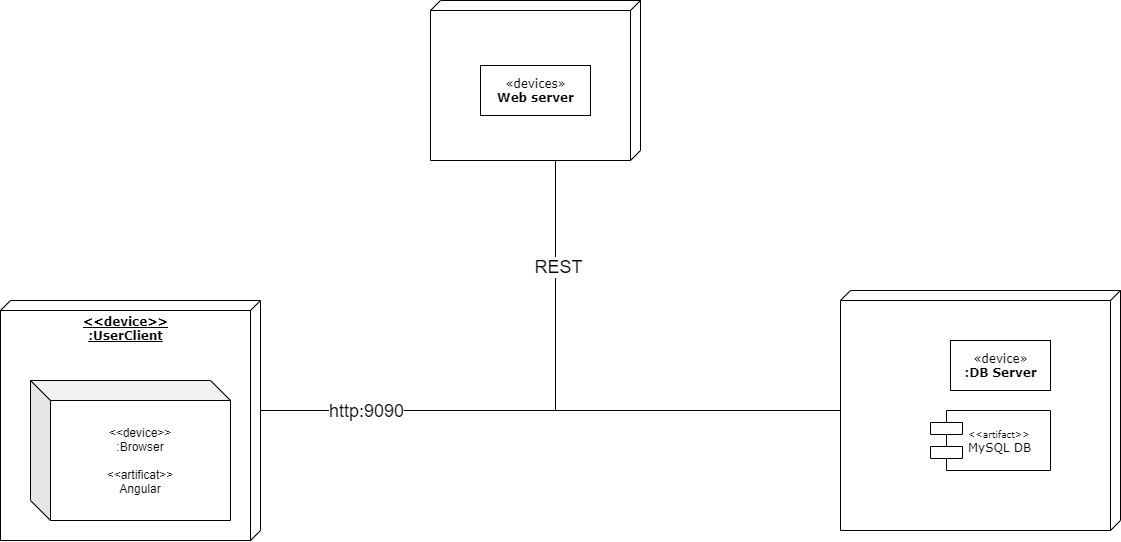 «devices»
Web server
REST
<<device>>
:UserClient
<<device>>
:Browser
<<artificat>>
Angular
http:9090
«device»
:DB Server
<<artifact>>
MySQL DB